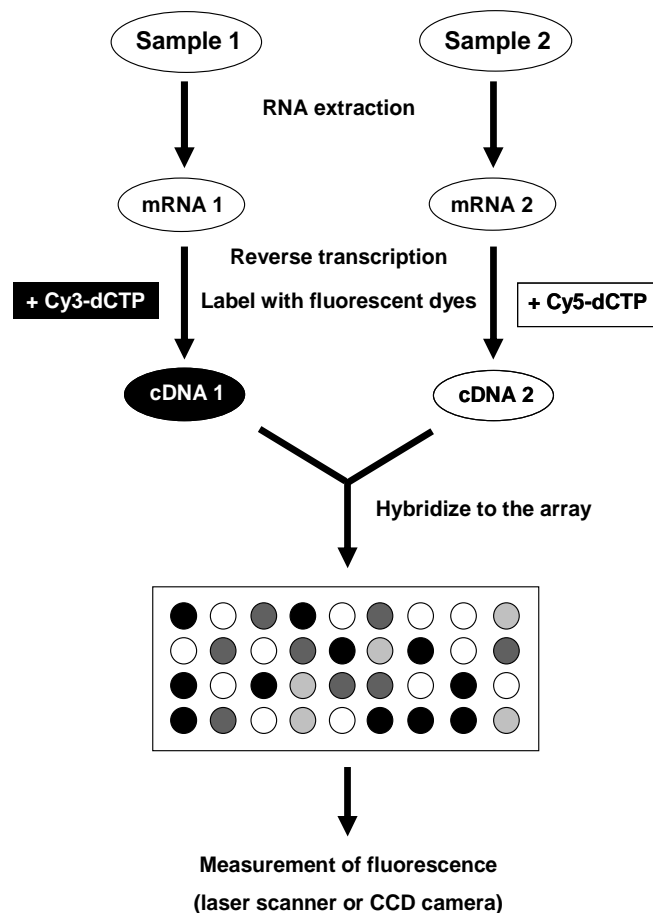 Sample 1
Sample 2
RNA extraction
mRNA 1
mRNA 2
Reverse transcription
+ Cy3-dCTP
Label with fluorescent dyes
+ Cy5-dCTP
cDNA 1
cDNA 2
Hybridize to the array
Measurement of fluorescence
(laser scanner or CCD camera)